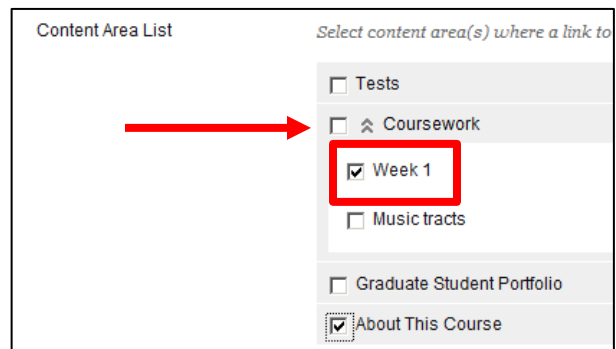 Content Area List
Select content area(s) where a link to
Tests
Coursework
Week 1
Music tracts
Graduate Student Portfolio
About This Course